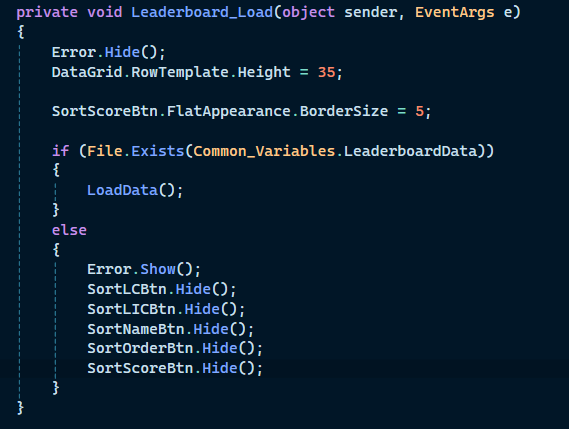 private void Leaderboard_Load(object sender, EventArgs e)
{
    Error.Hide();
    DataGrid.RowTemplate.Height = 35;

    SortScoreBtn.FlatAppearance.BorderSize = 5;

    if (File.Exists(Common_Variables.LeaderboardData))
    {
        LoadData();
    }
    else
    {
        Error.Show();
        SortLCBtn.Hide();
        SortLICBtn.Hide();
        SortNameBtn.Hide();
        SortOrderBtn.Hide();
        SortScoreBtn.Hide();
    }
}